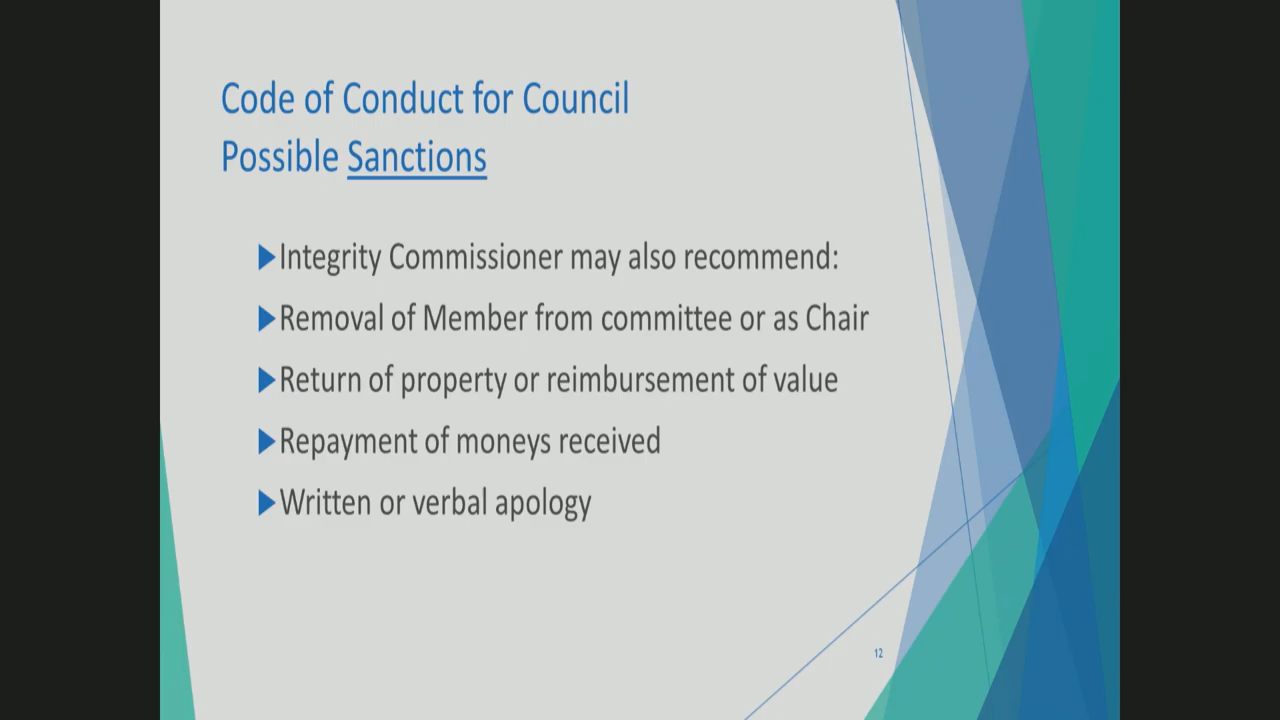 Code of Conduct for Council
Possible Sanctions
Integrity Commissioner may also recommend:
Removal of Member from committee or as Chair
Return of property or reimbursement of value
Repayment of moneys received
Written or verbal apology
12